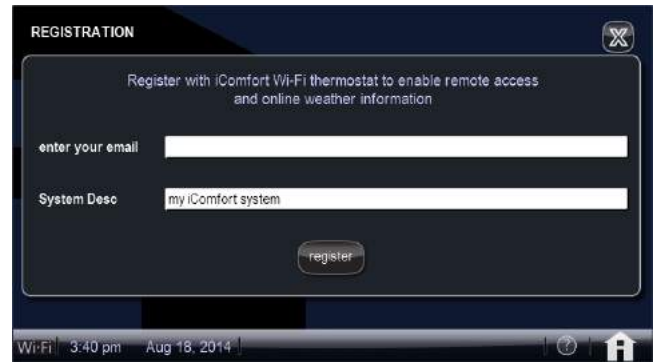 REGISTRATION
X
Register with iComfort Wi-Fi thermostat to enable remote access
and online weather information
enter your email
System Desc my iComfort system
register
Wi-Fi 3:40 pm Aug 18, 2014 ?